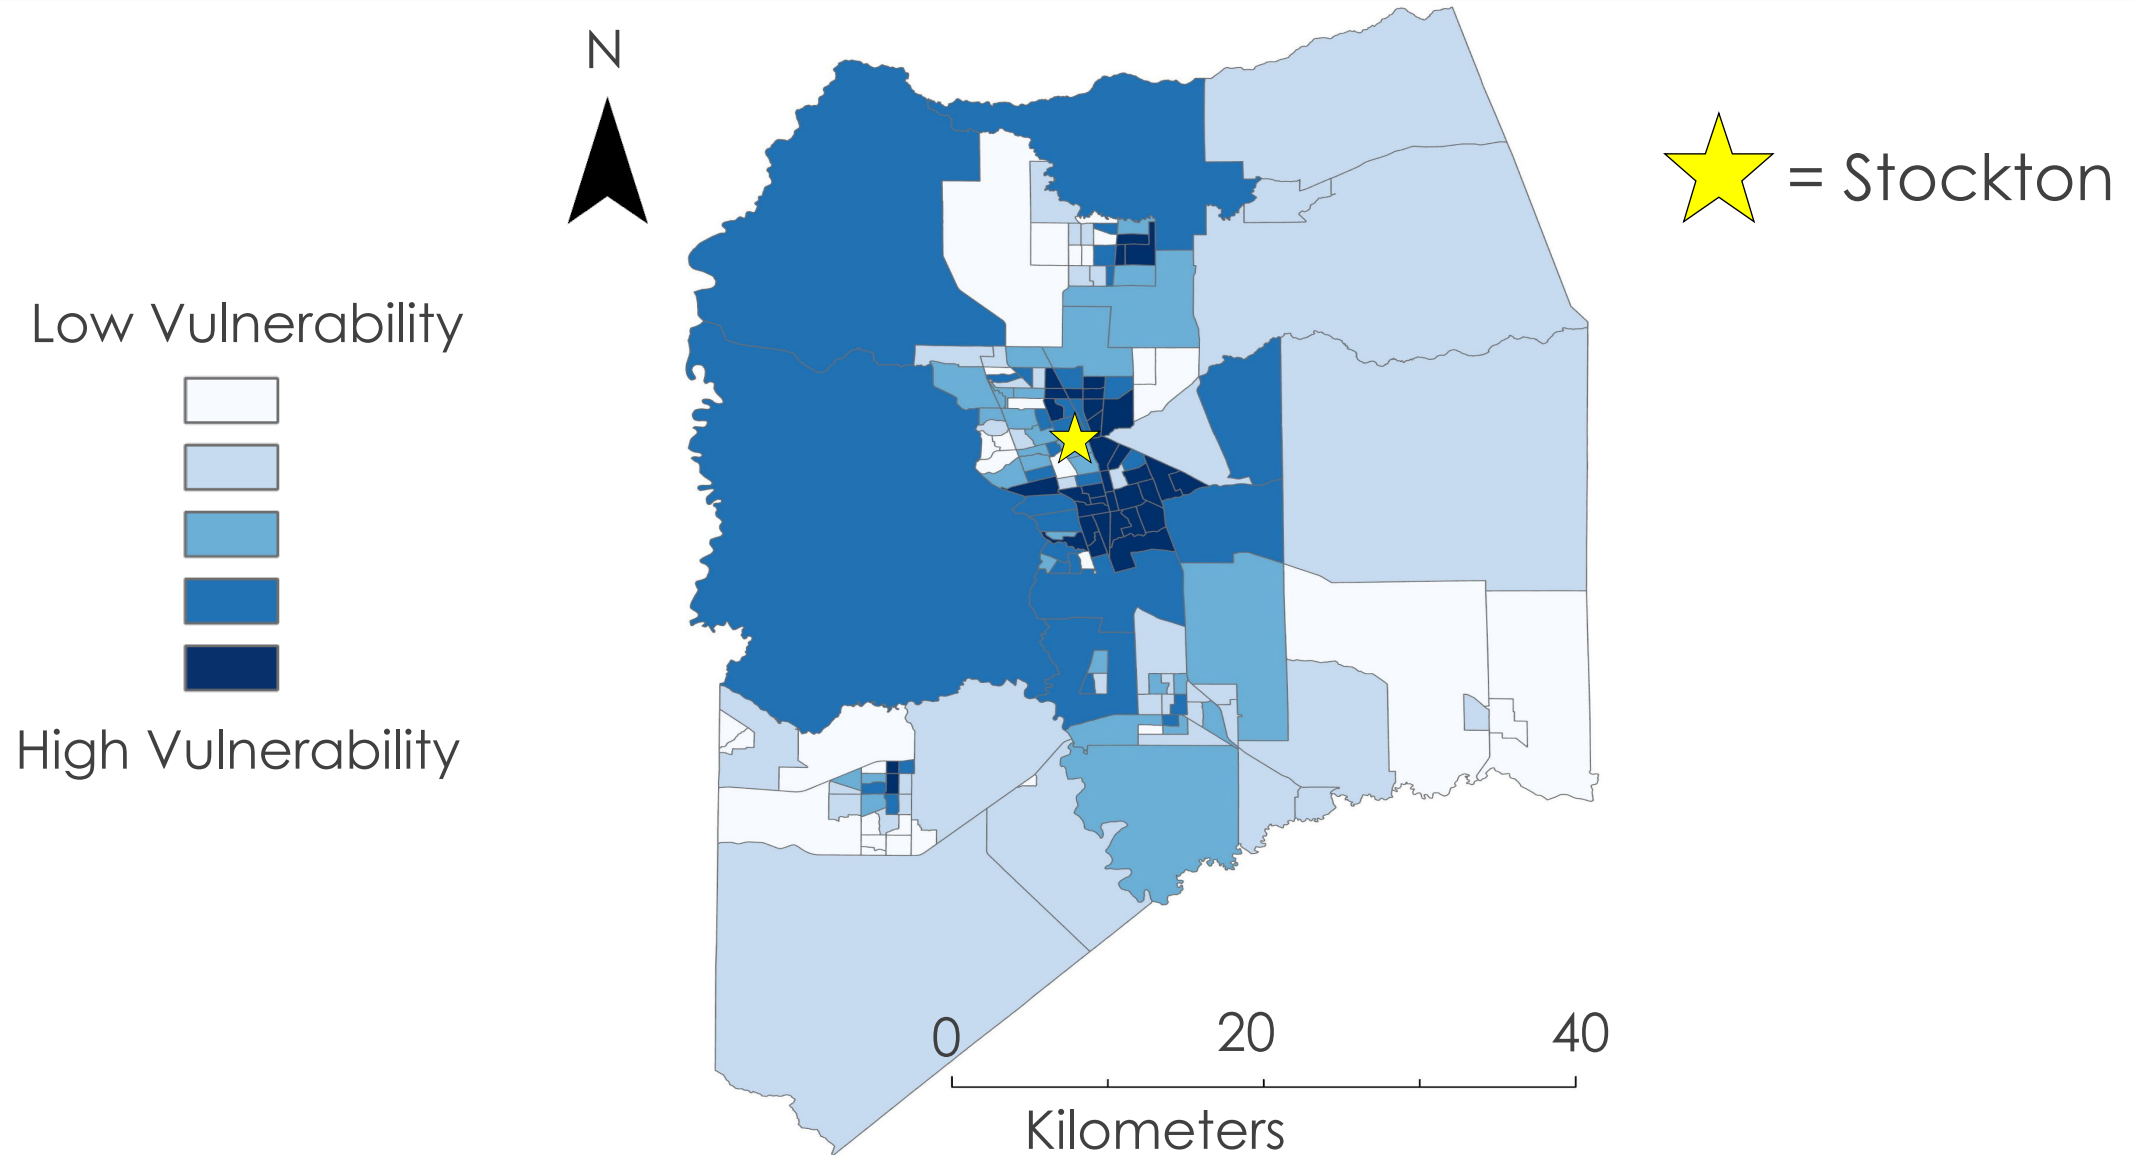 N
= Stockton
Low Vulnerability
High Vulnerability
0 20 40
Kilometers